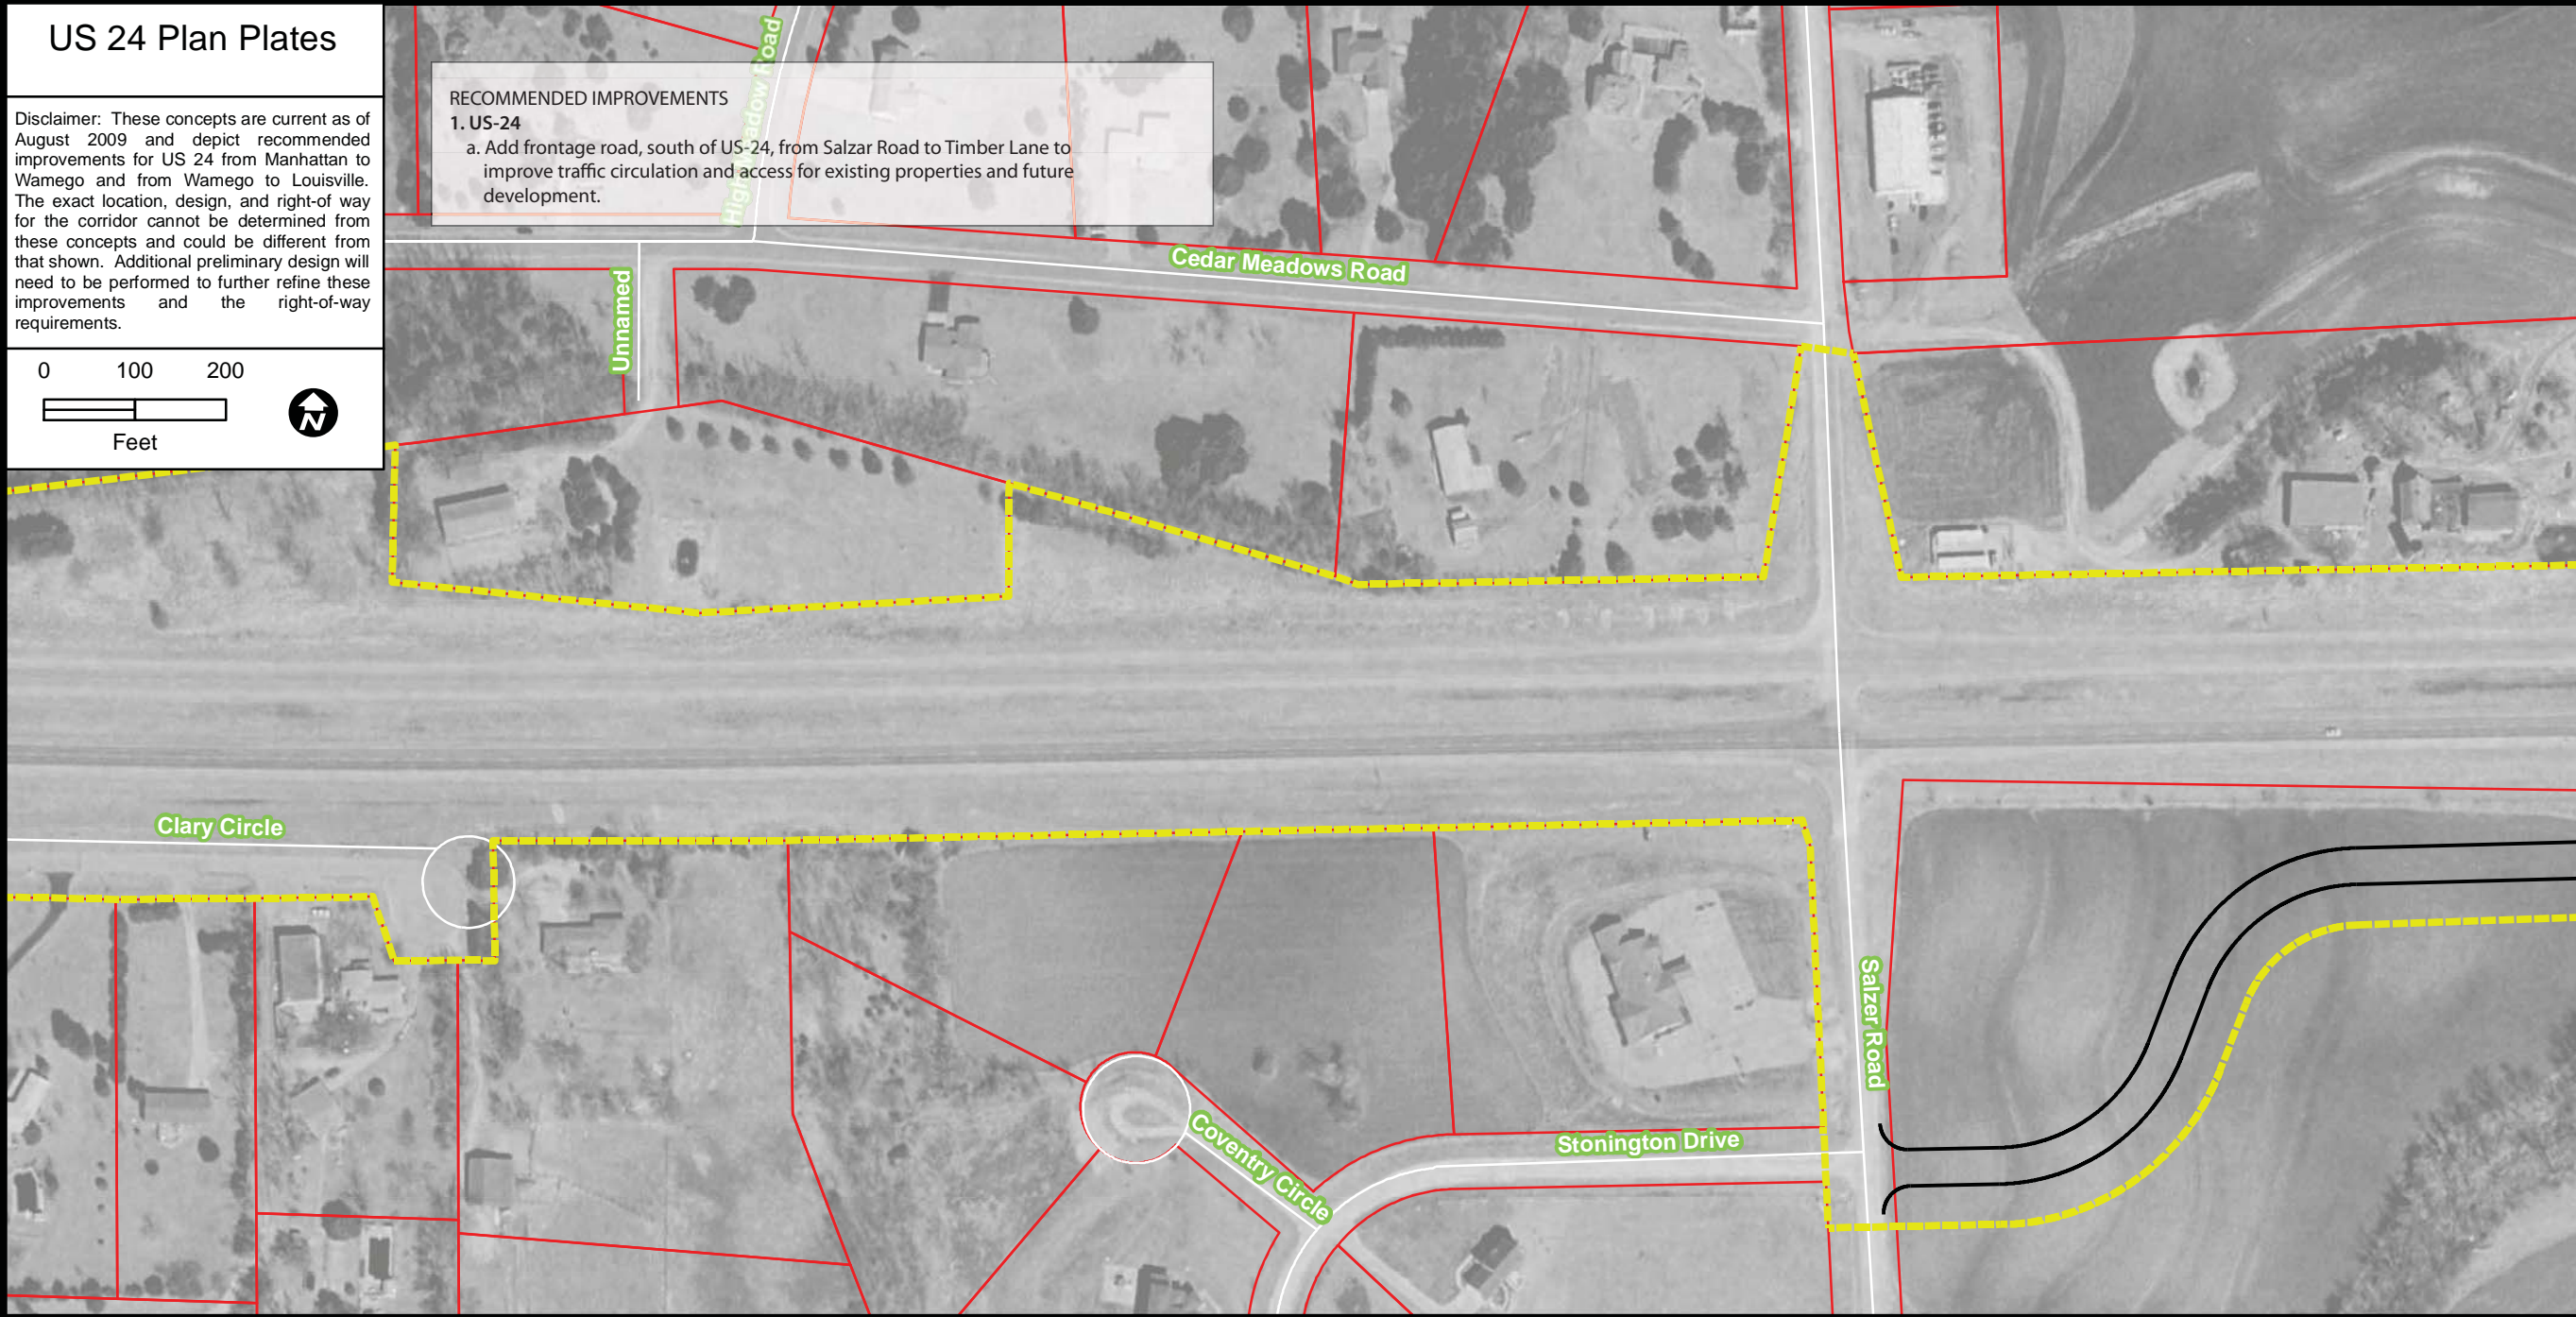 US 24 Plan Plates
Disclaimer: These concepts are current as of
August 2009 and depict recommended
improvements for US 24 from Manhattan to
Wamego and from Wamego to Louisville.
The exact location, design, and right-of way
for the corridor cannot be determined from
these concepts and could be different from
that shown. Additional preliminary design will
need to be performed to further refine these
improvements and the right-of-way
requirements.
0 100 200
Feet
N
RECOMMENDED IMPROVEMENTS
1. US-24
a. Add frontage road, south of US-24, from Salzar Road to Timber Lane to
improve traffic circulation and access for existing properties and future
development.
High Meadow Road
Cedar Meadows Road
Unnamed
Clary Circle
Salzer Road
Coventry Circle
Stonington Drive